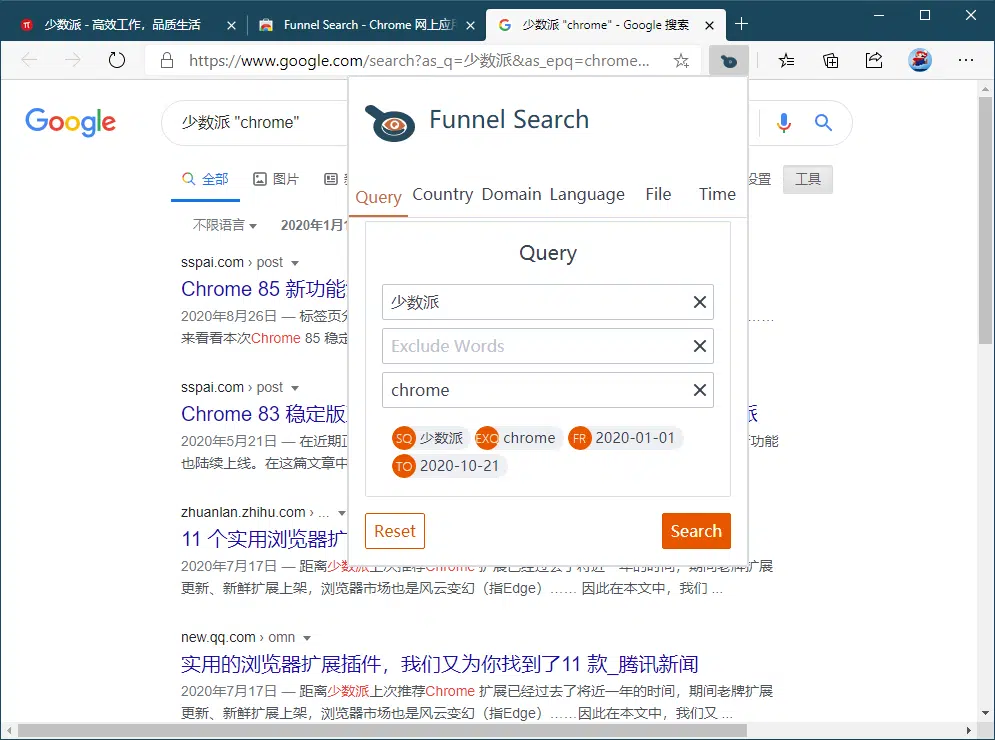 少数派 - 高效工作，品质生活
Funnel Search - Chrome 网上应用
少数派 "chrome" - Google 搜索
https://www.google.com/search?as_q=少数派&as_epq=chrome...
Google
少数派 "chrome"
Funnel Search
全部
图片
设置
工具
Query
Country
Domain
Language
File
Time
不限语言
2020年1月1
Query
少数派
Exclude Words
chrome
SQ 少数派 EXQ chrome FR 2020-01-01
TO 2020-10-21
Reset
Search
sspai.com › post
Chrome 85 新功能
2020年8月26日 — 标签页分
……
来看看本次Chrome 85 稳定
sspai.com › post
Chrome 83 稳定版
派
2020年5月21日 — 在近期正
新功能
也陆续上线。在这篇文章中
zhuanlan.zhihu.com › ...
11 个实用浏览器扩
2020年7月17日 — 距离少数派上次推荐Chrome 扩展已经过去了将近一年的时间，期间老牌扩展
更新、新鲜扩展上架，浏览器市场也是风云变幻（指Edge）…… 因此在本文中，我们 ...
new.qq.com › omn
实用的浏览器扩展插件，我们又为你找到了11 款_腾讯新闻
2020年7月17日 — 距离少数派上次推荐Chrome 扩展已经过去了将近一年的时间，期间老牌扩展
更新、新鲜扩展上架，浏览器市场也是风云变幻（指Edge）……因此在本文中，我们又 ...